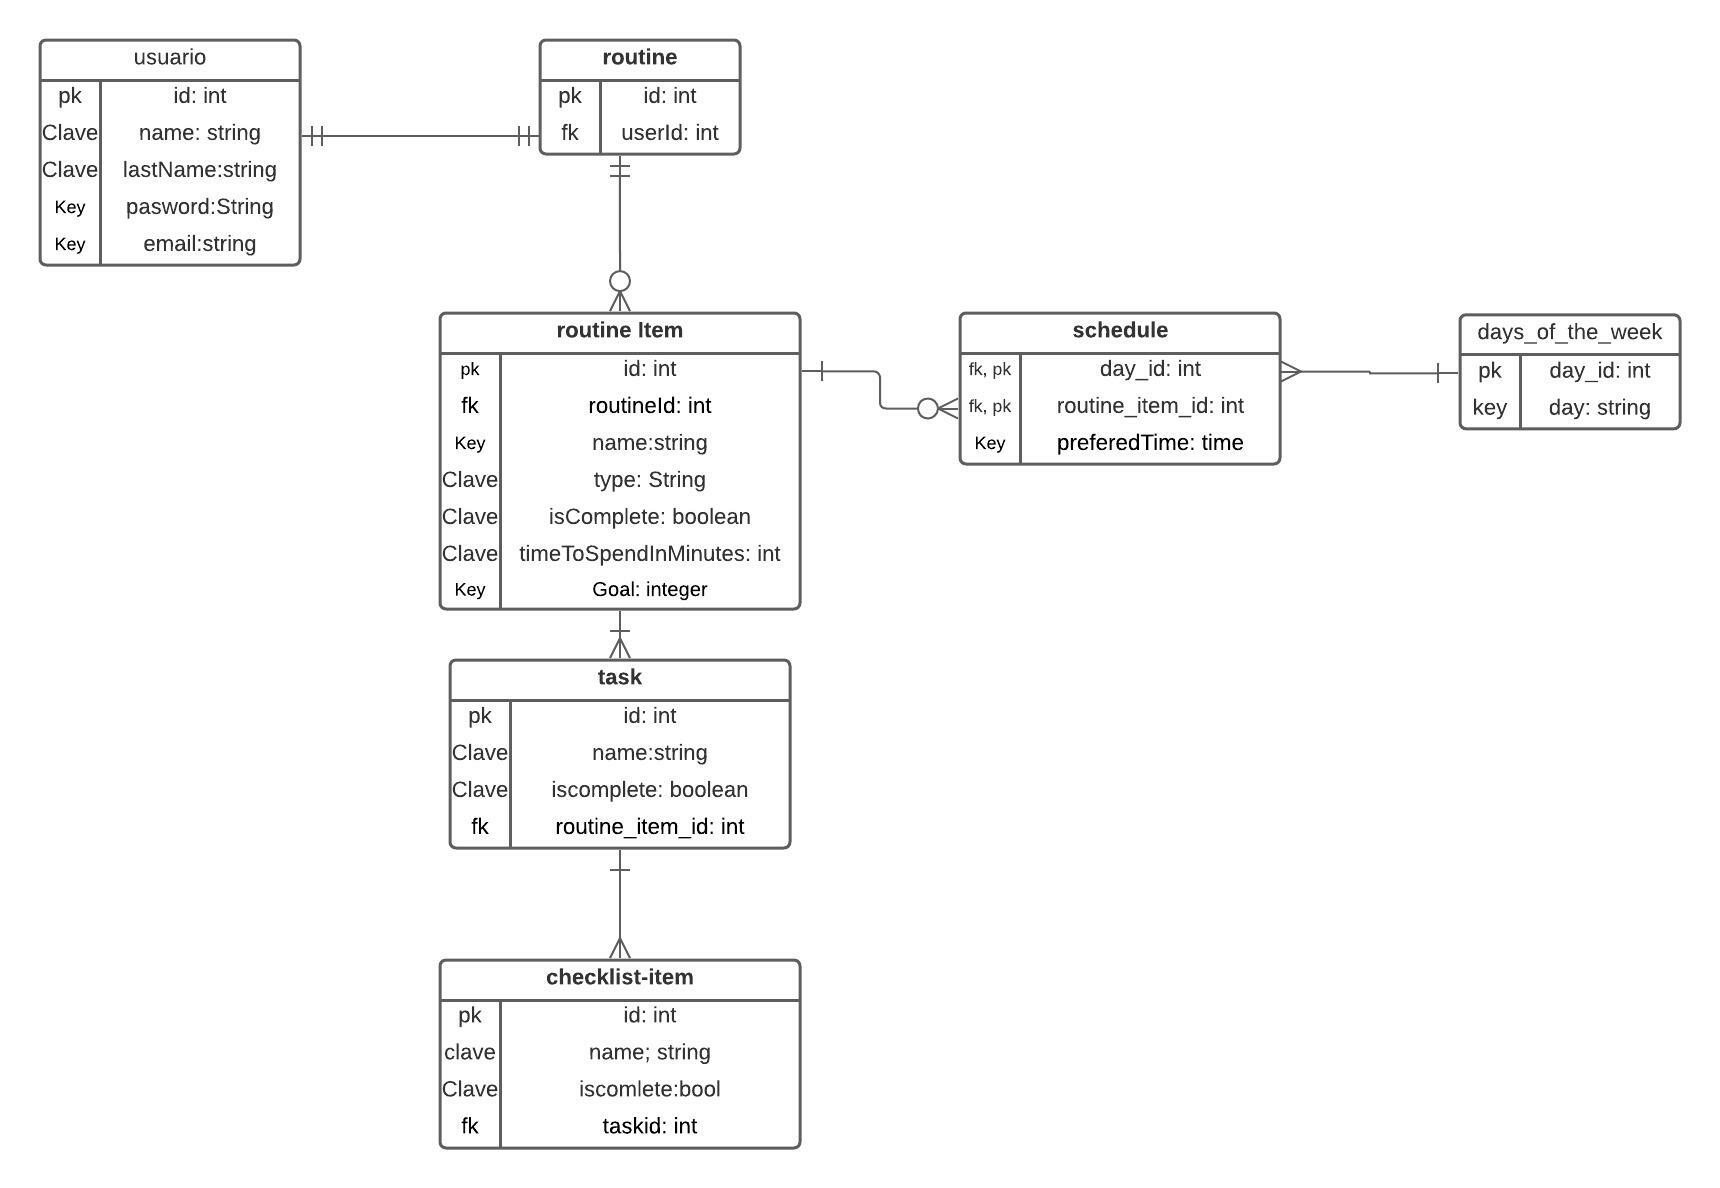 usuario
pk id: int
Clave name: string
Clave lastName:string
Key pasword:String
Key email:string
routine
pk id: int
fk userId: int
routine Item
pk id: int
fk routineId: int
Key name:string
Clave type: String
Clave isComplete: boolean
Clave timeToSpendInMinutes: int
Key Goal: integer
schedule
fk, pk day_id: int
fk, pk routine_item_id: int
Key preferedTime: time
days_of_the_week
pk day_id: int
key day: string
task
pk id: int
Clave name:string
Clave iscomplete: boolean
fk routine_item_id: int
checklist-item
pk id: int
clave name; string
Clave iscomlete:bool
fk taskid: int